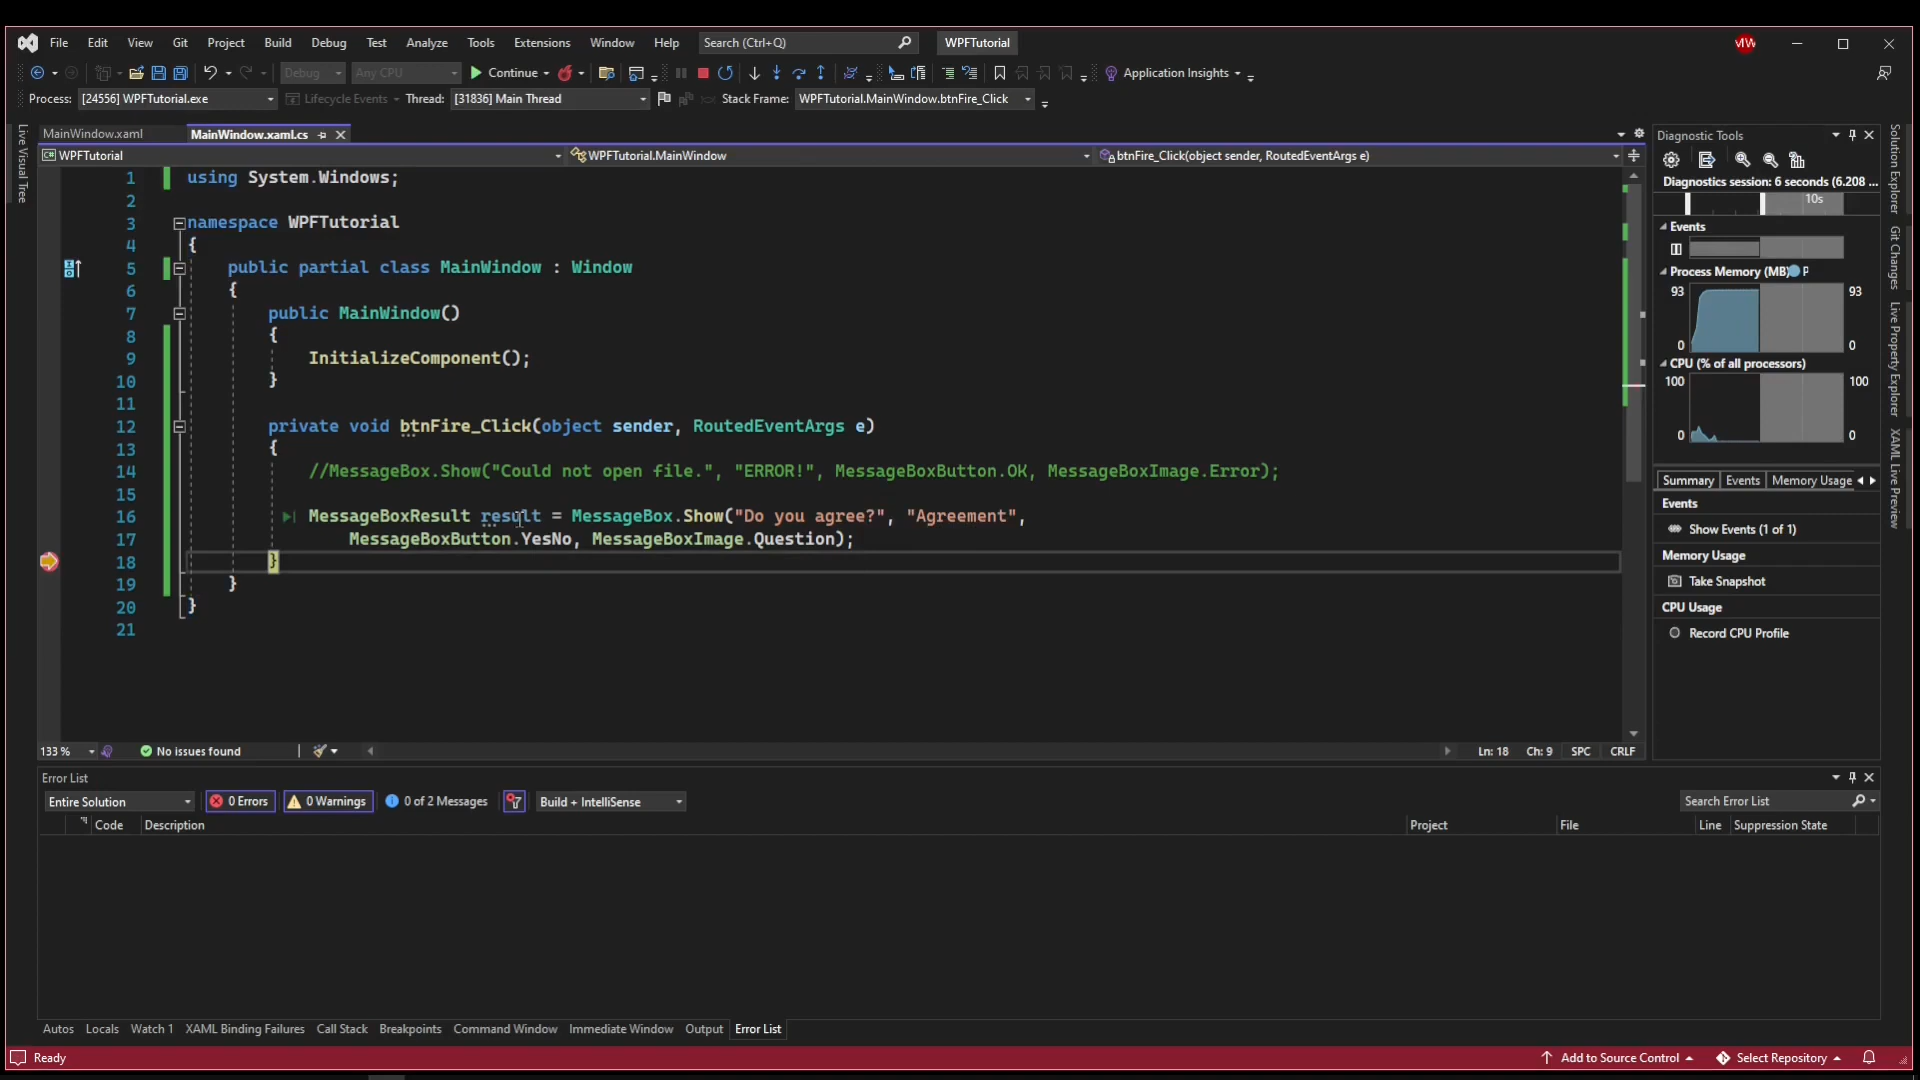 File Edit View Git Project Build Debug Test Analyze Tools Extensions Window Help Search (Ctrl+Q) WPFTutorial MW
Debug Any CPU Continue Application Insights
Process: [24556] WPFTutorial.exe Lifecycle Events Thread: [31836] Main Thread Stack Frame: WPFTutorial.MainWindow.btnFire_Click
Live Visual Tree
MainWindow.xaml MainWindow.xaml.cs
WPFTutorial WPFTutorial.MainWindow btnFire_Click(object sender, RoutedEventArgs e)
1 using System.Windows;
2
3 namespace WPFTutorial
4 {
5 public partial class MainWindow : Window
6 {
7 public MainWindow()
8 {
9 InitializeComponent();
10 }
11
12 private void btnFire_Click(object sender, RoutedEventArgs e)
13 {
14 //MessageBox.Show("Could not open file.", "ERROR!", MessageBoxButton.OK, MessageBoxImage.Error);
15
16 MessageBoxResult result = MessageBox.Show("Do you agree?", "Agreement",
17 MessageBoxButton.YesNo, MessageBoxImage.Question);
18 }
19 }
20 }
21
133 % No issues found Ln: 18 Ch: 9 SPC CRLF
Diagnostic Tools
Diagnostics session: 6 seconds (6.208 ...
10s
Events
Process Memory (MB) P
93 93
0 0
CPU (% of all processors)
100 100
0 0
Summary Events Memory Usage
Events
Show Events (1 of 1)
Memory Usage
Take Snapshot
CPU Usage
Record CPU Profile
Solution Explorer
Git Changes
Live Property Explorer
XAML Live Preview
Error List
Entire Solution 0 Errors 0 Warnings 0 of 2 Messages Build + IntelliSense Search Error List
Code Description Project File Line Suppression State
Autos Locals Watch 1 XAML Binding Failures Call Stack Breakpoints Command Window Immediate Window Output Error List
Ready Add to Source Control Select Repository